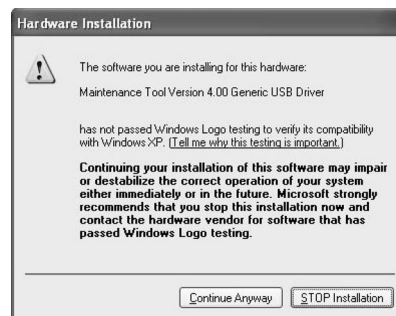 Hardware Installation
The software you are installing for this hardware:
Maintenance Tool Version 4.00 Generic USB Driver
has not passed Windows Logo testing to verify its compatibility
with Windows XP. (Tell me why this testing is important.)
Continuing your installation of this software may impair
or destabilize the correct operation of your system
either immediately or in the future. Microsoft strongly
recommends that you stop this installation now and
contact the hardware vendor for software that has
passed Windows Logo testing.
Continue Anyway
STOP Installation